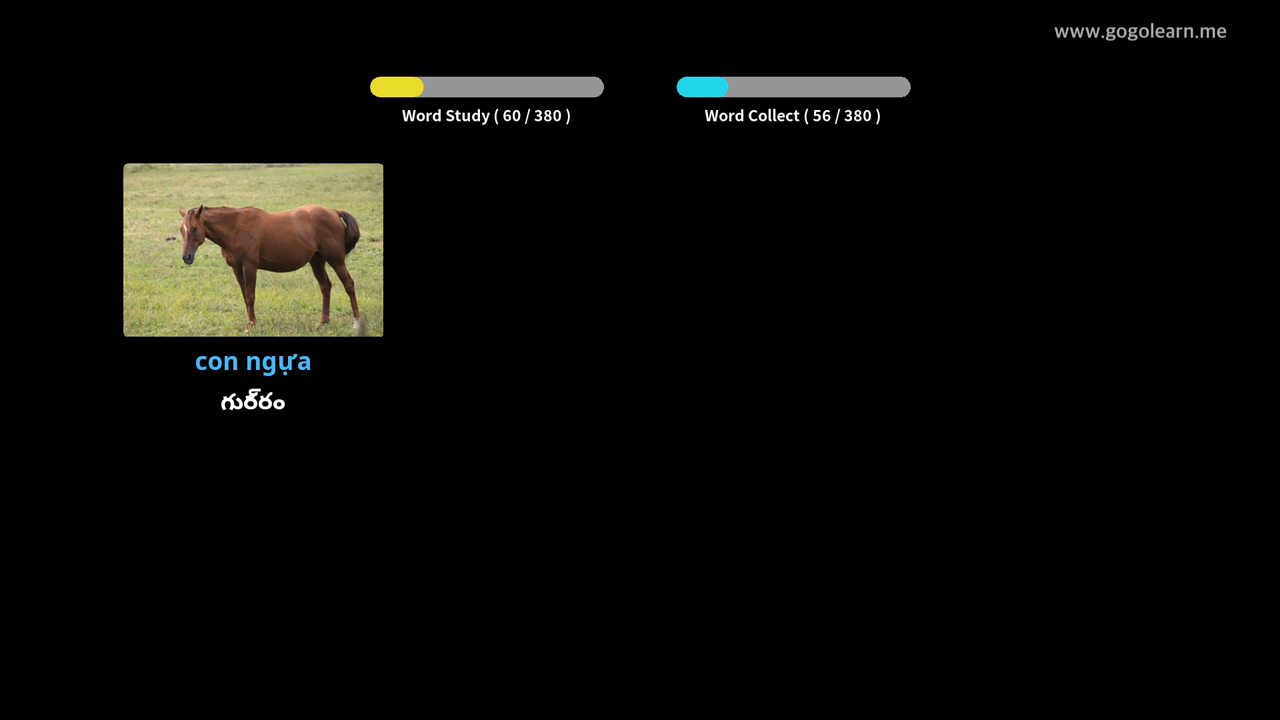 www.gogolearn.me
Word Study ( 60 / 380 )
Word Collect ( 56 / 380 )
con ngựa
గుర్​రం